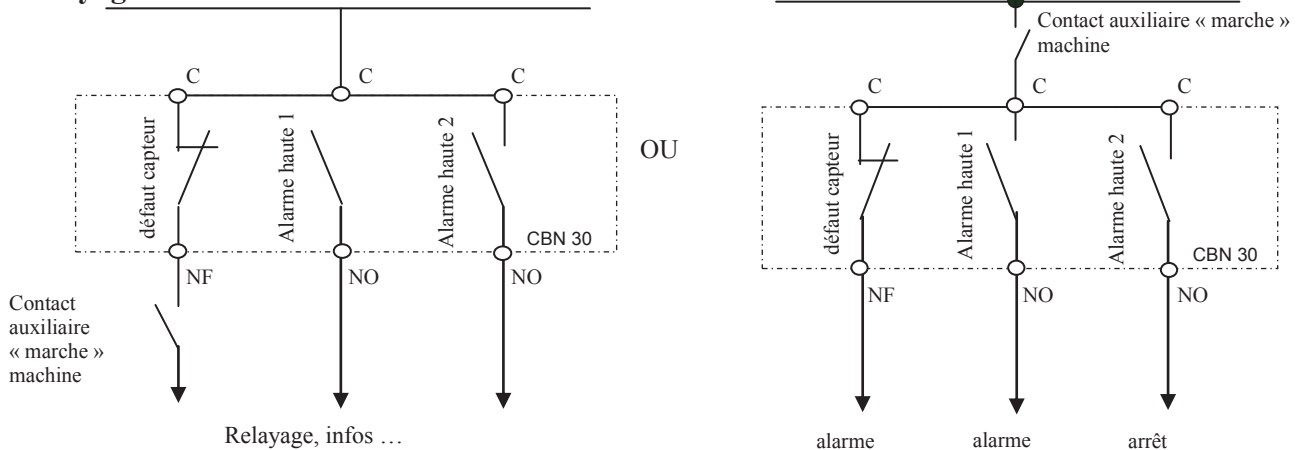 Contact auxiliaire « marche »
machine
C
C
C
défaut capteur
Alarme haute 1
Alarme haute 2
CBN 30
NF
NO
NO
Contact
auxiliaire
« marche »
machine
Relayage, infos …
OU
C
C
C
défaut capteur
Alarme haute 1
Alarme haute 2
CBN 30
NF
NO
NO
alarme
alarme
arrêt